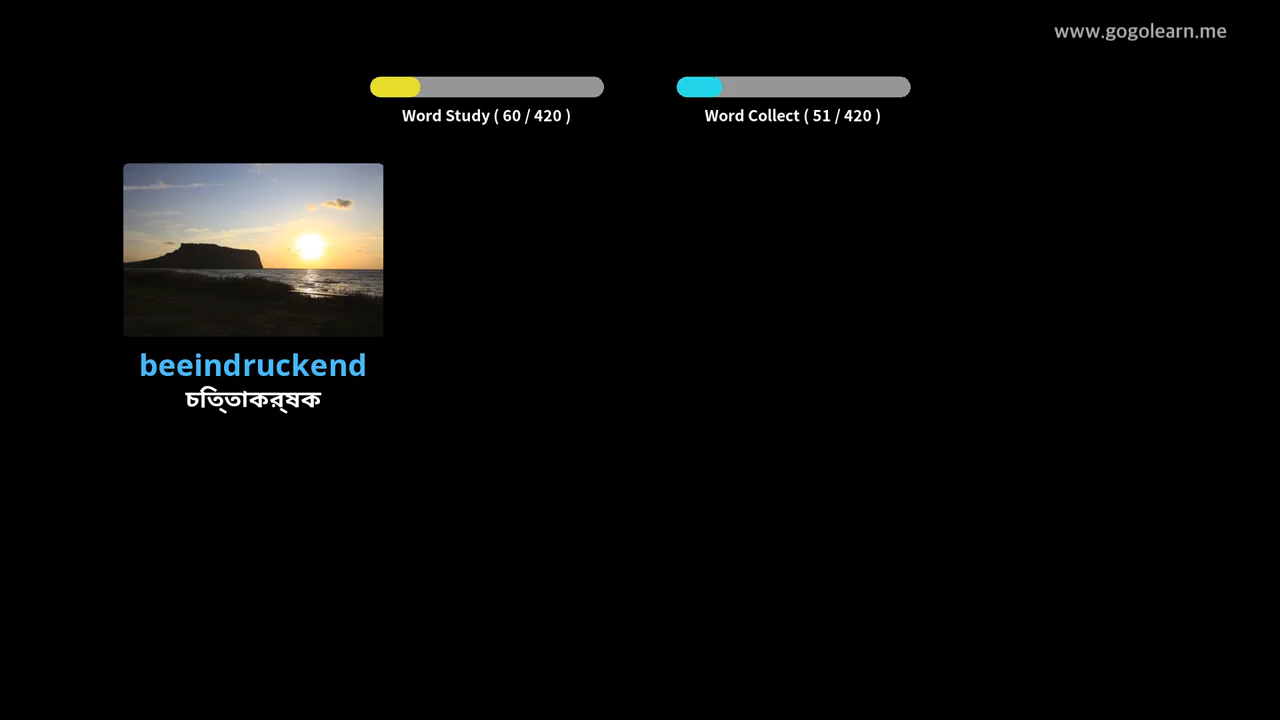 www.gogolearn.me
Word Study ( 60 / 420 )
Word Collect ( 51 / 420 )
beeindruckend
চিত্তাকর্ষক